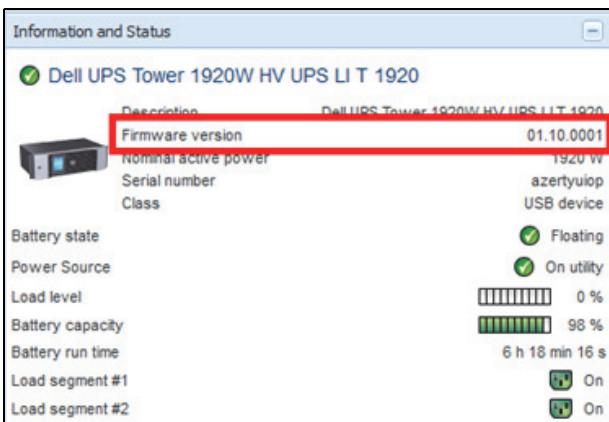 Information and Status
Dell UPS Tower 1920W HV UPS LI T 1920
Description Dell UPS Tower 1920W HV UPS LI T 1920
Firmware version 01.10.0001
Nominal active power 1920 W
Serial number azertyuiop
Class USB device
Battery state Floating
Power Source On utility
Load level 0 %
Battery capacity 98 %
Battery run time 6 h 18 min 16 s
Load segment #1 On
Load segment #2 On